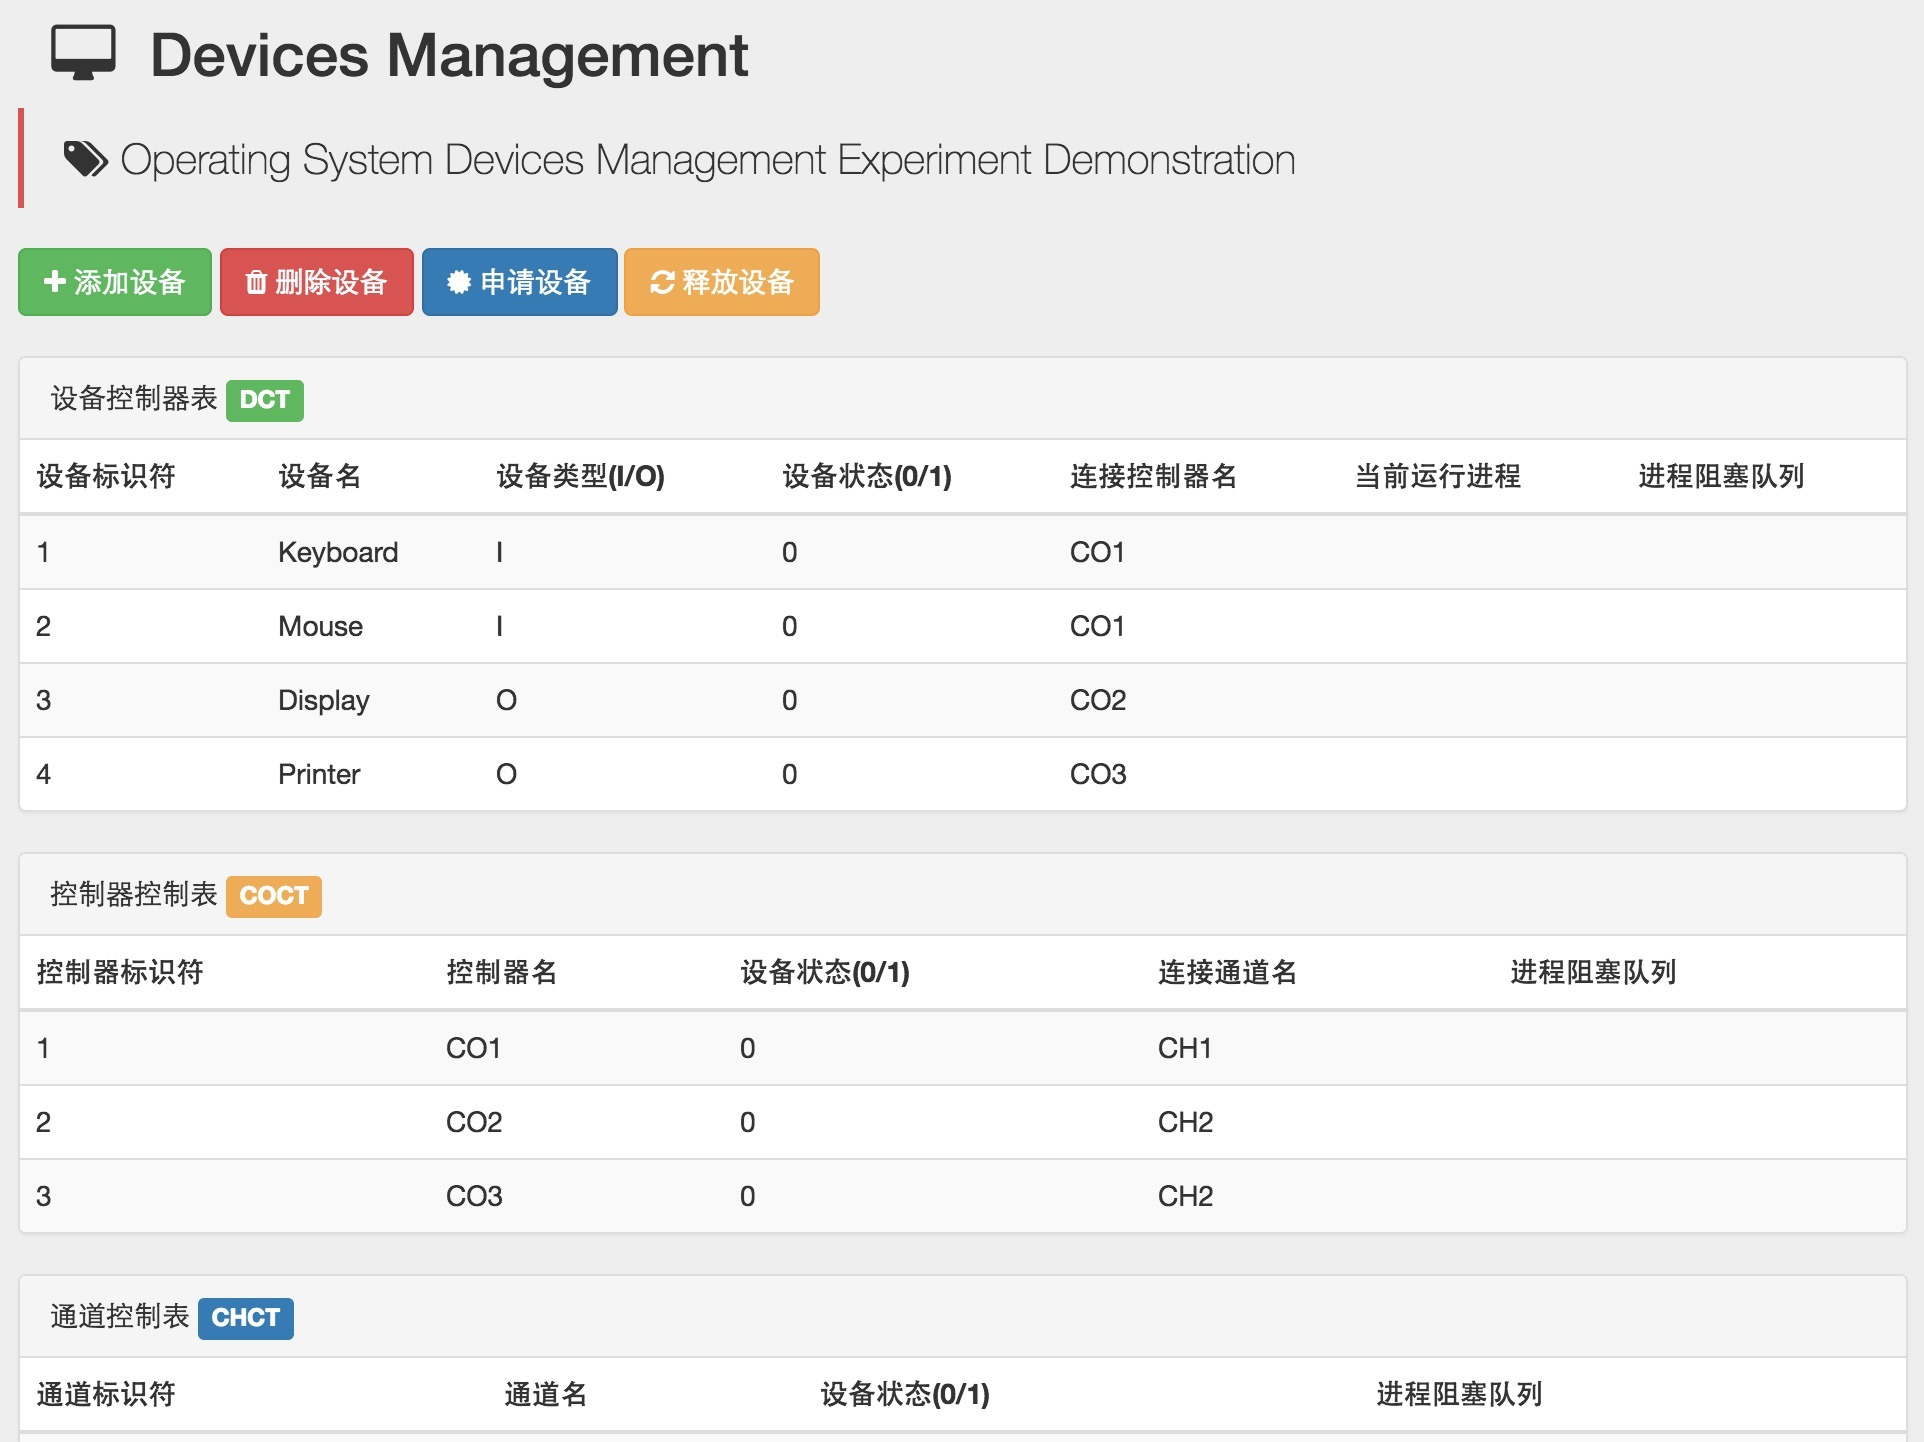 Devices Management
Operating System Devices Management Experiment Demonstration
添加设备 删除设备 申请设备 释放设备
设备控制器表 DCT
设备标识符 设备名 设备类型(I/O) 设备状态(0/1) 连接控制器名 当前运行进程 进程阻塞队列
1 Keyboard I 0 CO1
2 Mouse I 0 CO1
3 Display O 0 CO2
4 Printer O 0 CO3
控制器控制表 COCT
控制器标识符 控制器名 设备状态(0/1) 连接通道名 进程阻塞队列
1 CO1 0 CH1
2 CO2 0 CH2
3 CO3 0 CH2
通道控制表 CHCT
通道标识符 通道名 设备状态(0/1) 进程阻塞队列